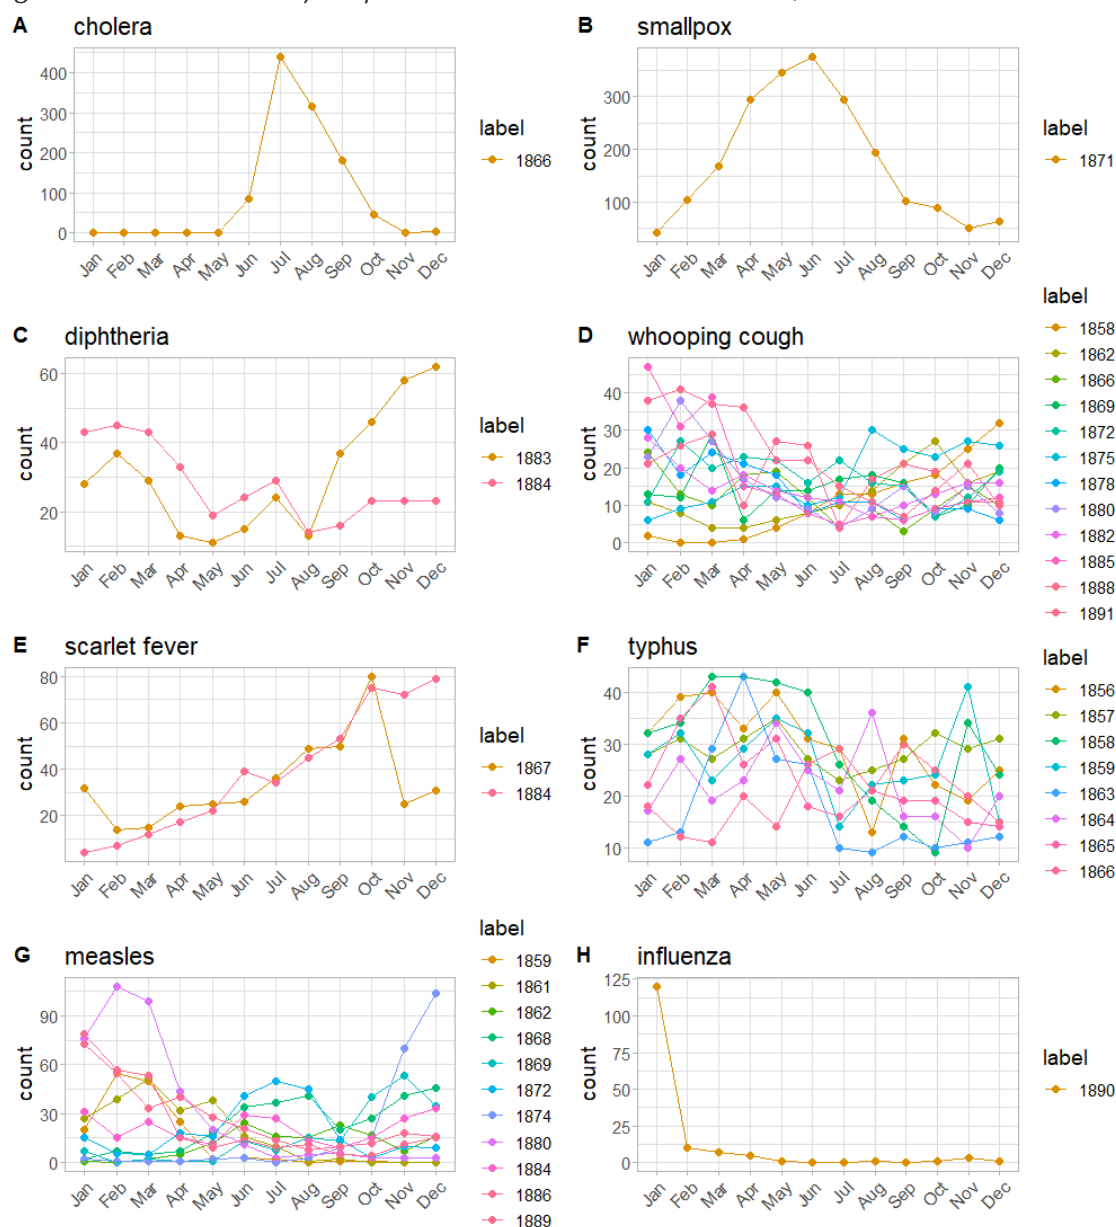 A cholera
count
400
300
200
100
0
Jan Feb Mar Apr May Jun Jul Aug Sep Oct Nov Dec
label
1866
B smallpox
count
300
200
100
Jan Feb Mar Apr May Jun Jul Aug Sep Oct Nov Dec
label
1871
C diphtheria
count
60
40
20
Jan Feb Mar Apr May Jun Jul Aug Sep Oct Nov Dec
label
1883
1884
D whooping cough
count
40
30
20
10
0
Jan Feb Mar Apr May Jun Jul Aug Sep Oct Nov Dec
label
1858
1862
1866
1869
1872
1875
1878
1880
1882
1885
1888
1891
E scarlet fever
count
80
60
40
20
Jan Feb Mar Apr May Jun Jul Aug Sep Oct Nov Dec
label
1867
1884
F typhus
count
40
30
20
10
Jan Feb Mar Apr May Jun Jul Aug Sep Oct Nov Dec
label
1856
1857
1858
1859
1863
1864
1865
1866
G measles
count
90
60
30
0
Jan Feb Mar Apr May Jun Jul Aug Sep Oct Nov Dec
label
1859
1861
1862
1868
1869
1872
1874
1880
1884
1886
1889
H influenza
count
125
100
75
50
25
0
Jan Feb Mar Apr May Jun Jul Aug Sep Oct Nov Dec
label
1890